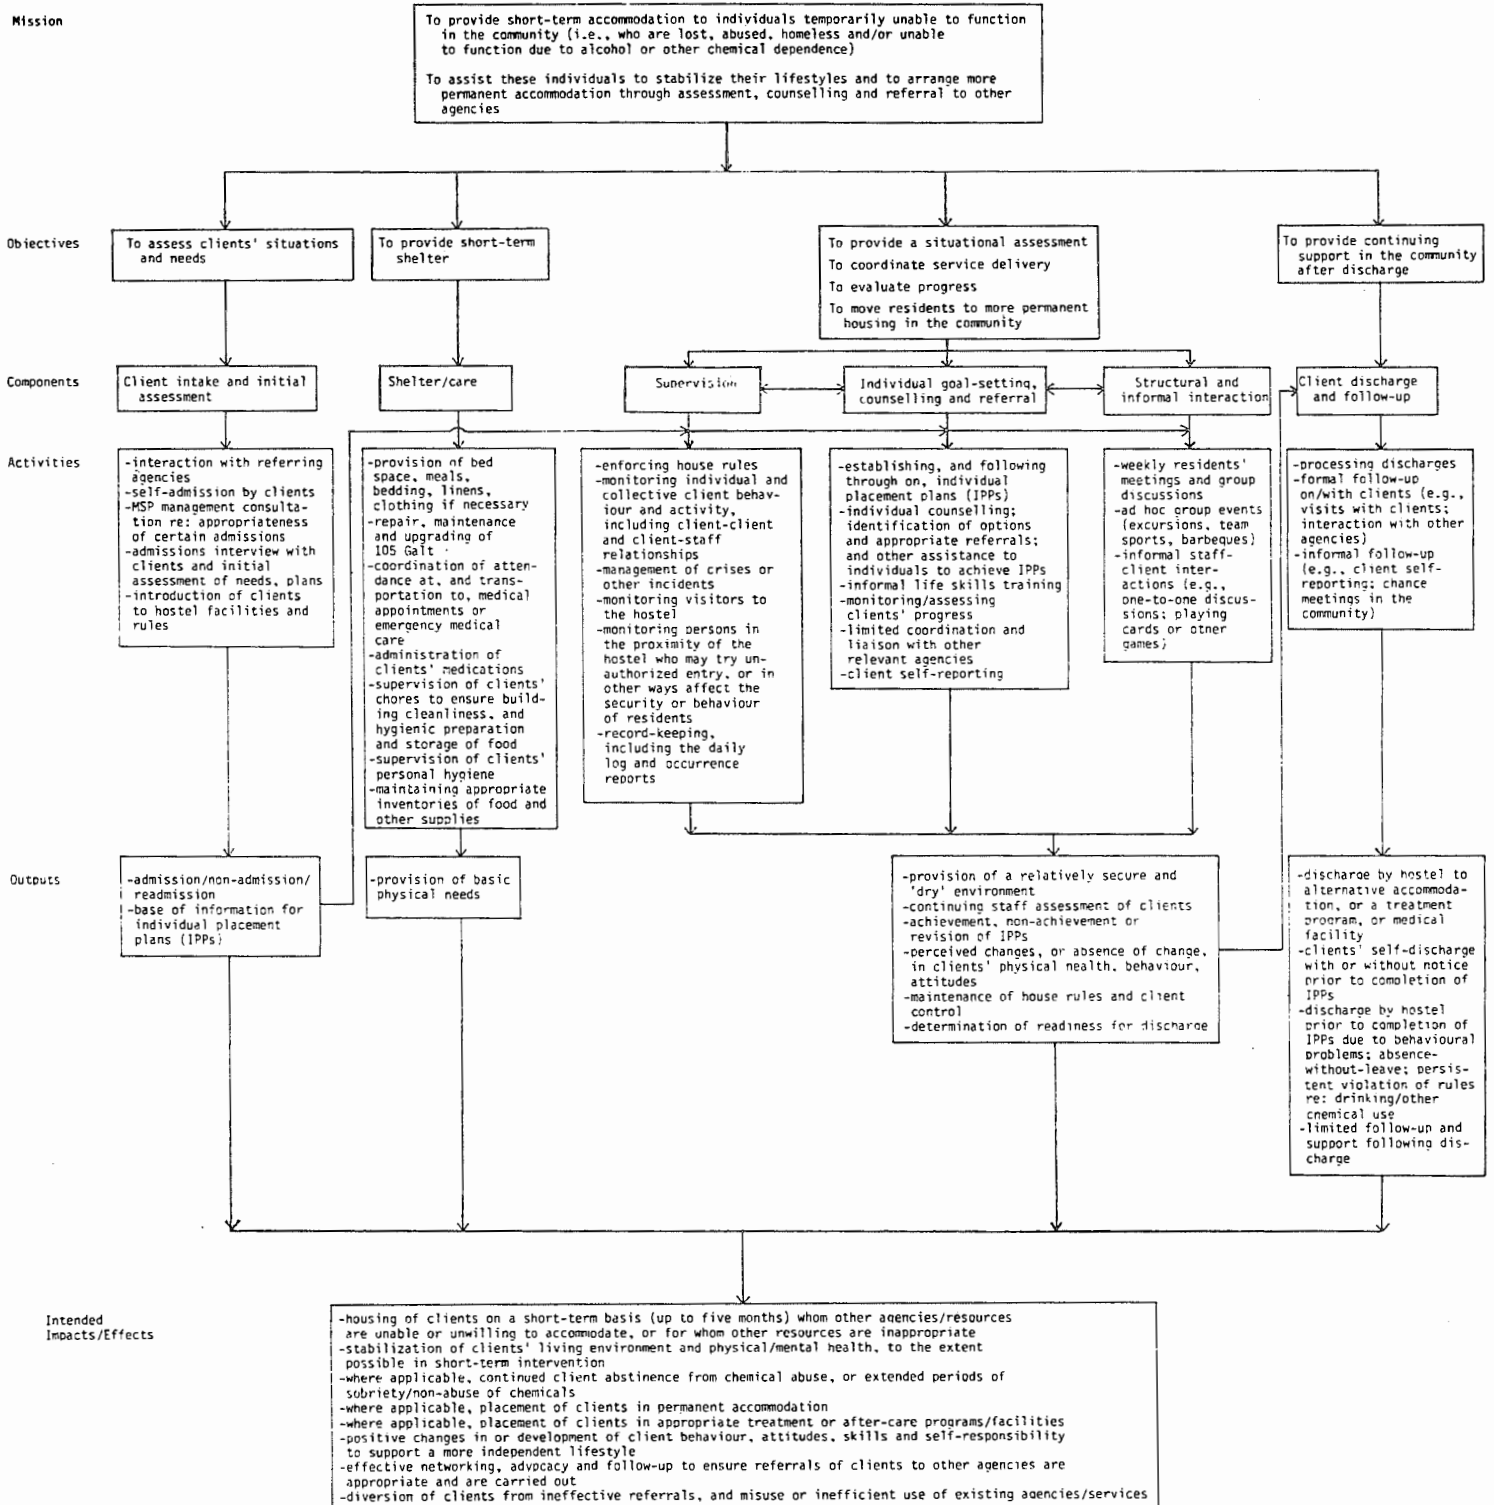 Mission
To provide short-term accommodation to individuals temporarily unable to function
in the community (i.e., who are lost, abused, homeless and/or unable
to function due to alcohol or other chemical dependence)
To assist these individuals to stabilize their lifestyles and to arrange more
permanent accommodation through assessment, counselling and referral to other
agencies
Objectives
To assess clients' situations
and needs
To provide short-term
shelter
To provide a situational assessment
To coordinate service delivery
To evaluate progress
To move residents to more permanent
housing in the community
To provide continuing
support in the community
after discharge
Components
Client intake and initial
assessment
Shelter/care
Supervision
Individual goal-setting,
counselling and referral
Structural and
informal interaction
Client discharge
and follow-up
Activities
-interaction with referring
agencies
-self-admission by clients
-MSP management consulta-
tion re: appropriateness
of certain admissions
-admissions interview with
clients and initial
assessment of needs, plans
-introduction of clients
to hostel facilities and
rules
-provision of bed
space, meals,
bedding, linens,
clothing if necessary
-repair, maintenance
and upgrading of
105 Galt
-coordination of atten-
dance at, and trans-
portation to, medical
appointments or
emergency medical
care
-administration of
clients' medications
-supervision of clients'
chores to ensure build-
ing cleanliness, and
hygienic preparation
and storage of food
-supervision of clients'
personal hygiene
-maintaining appropriate
inventories of food and
other supplies
-enforcing house rules
-monitoring individual and
collective client behav-
iour and activity,
including client-client
and client-staff
relationships
-management of crises or
other incidents
-monitoring visitors to
the hostel
-monitoring persons in
the proximity of the
hostel who may try un-
authorized entry, or in
other ways affect the
security or behaviour
of residents
-record-keeping,
including the daily
log and occurrence
reports
-establishing, and following
through on, individual
placement plans (IPPs)
-individual counselling;
identification of options
and appropriate referrals;
and other assistance to
individuals to achieve IPPs
-informal life skills training
-monitoring/assessing
clients' progress
-limited coordination and
liaison with other
relevant agencies
-client self-reporting
-weekly residents'
meetings and group
discussions
-ad hoc group events
(excursions, team
sports, barbeques)
-informal staff-
client inter-
actions (e.g.,
one-to-one discus-
sions; playing
cards or other
games)
-processing discharges
-formal follow-up
on/with clients (e.g.,
visits with clients;
interaction with other
agencies)
-informal follow-up
(e.g., client self-
reporting; chance
meetings in the
community)
Outputs
-admission/non-admission/
readmission
-base of information for
individual placement
plans (IPPs)
-provision of basic
physical needs
-provision of a relatively secure and
'dry' environment
-continuing staff assessment of clients
-achievement, non-achievement or
revision of IPPs
-perceived changes, or absence of change,
in clients' physical health, behaviour,
attitudes
-maintenance of house rules and client
control
-determination of readiness for discharge
-discharge by hostel to
alternative accommoda-
tion, or a treatment
program, or medical
facility
-clients' self-discharge
with or without notice
prior to completion of
IPPs
-discharge by hostel
prior to completion of
IPPs due to behavioural
problems; absence-
without-leave; persis-
tent violation of rules
re: drinking/other
chemical use
-limited follow-up and
support following dis-
charge
Intended
Impacts/Effects
-housing of clients on a short-term basis (up to five months) whom other agencies/resources
are unable or unwilling to accommodate, or for whom other resources are inappropriate
-stabilization of clients' living environment and physical/mental health, to the extent
possible in short-term intervention
-where applicable, continued client abstinence from chemical abuse, or extended periods of
sobriety/non-abuse of chemicals
-where applicable, placement of clients in permanent accommodation
-where applicable, placement of clients in appropriate treatment or after-care programs/facilities
-positive changes in or development of client behaviour, attitudes, skills and self-responsibility
to support a more independent lifestyle
-effective networking, advocacy and follow-up to ensure referrals of clients to other agencies are
appropriate and are carried out
-diversion of clients from ineffective referrals, and misuse or inefficient use of existing agencies/services